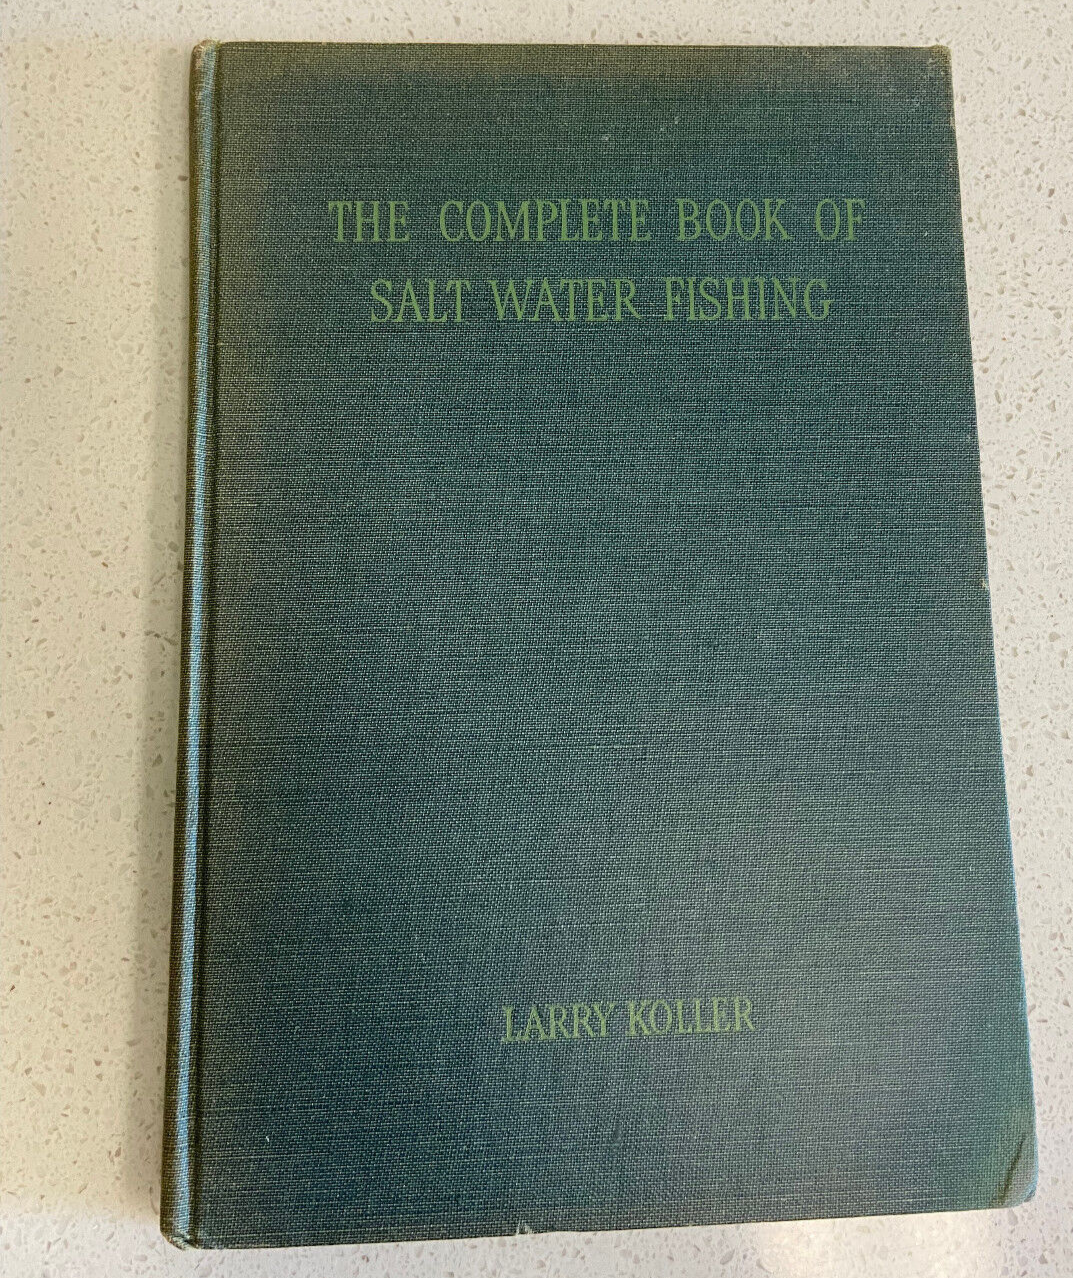 THE COMPLETE BOOK OF
SALT WATER FISHING
LARRY KOLLER